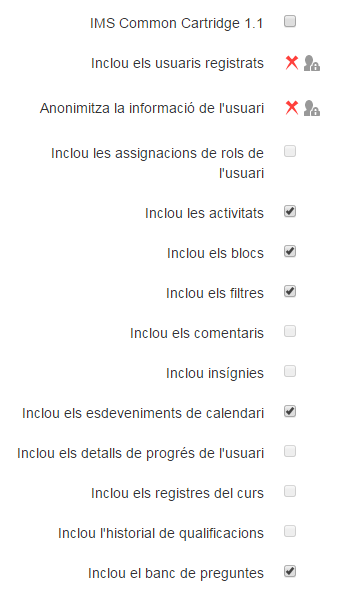 IMS Common Cartridge 1.1
Inclou els usuaris registrats
Anonimitza la informació de l'usuari
Inclou les assignacions de rols de
l'usuari
Inclou les activitats
Inclou els blocs
Inclou els filtres
Inclou els comentaris
Inclou insígnies
Inclou els esdeveniments de calendari
Inclou els detalls de progrés de l'usuari
Inclou els registres del curs
Inclou l'historial de qualificacions
Inclou el banc de preguntes